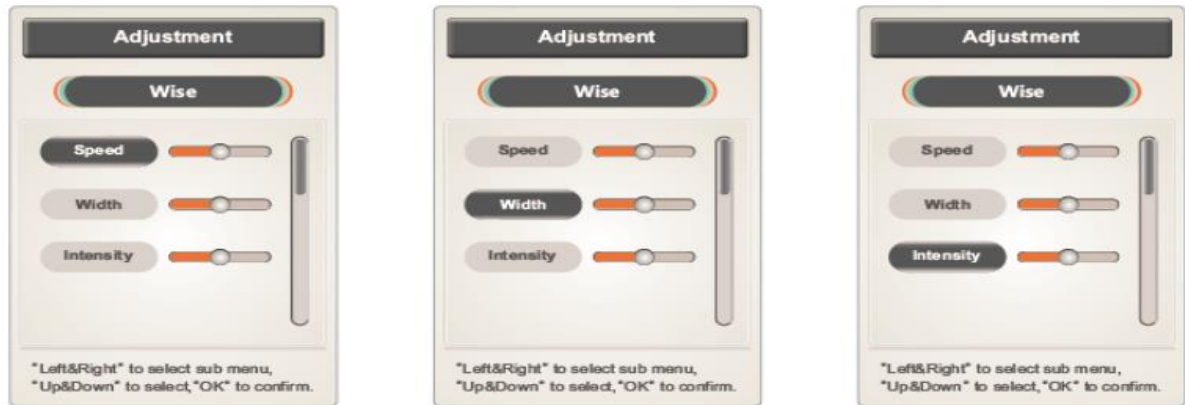 Adjustment
Wise
Speed
Width
Intensity
"Left&Right" to select sub menu,
"Up&Down" to select, "OK" to confirm.
Adjustment
Wise
Speed
Width
Intensity
"Left&Right" to select sub menu,
"Up&Down" to select, "OK" to confirm.
Adjustment
Wise
Speed
Width
Intensity
"Left&Right" to select sub menu,
"Up&Down" to select, "OK" to confirm.